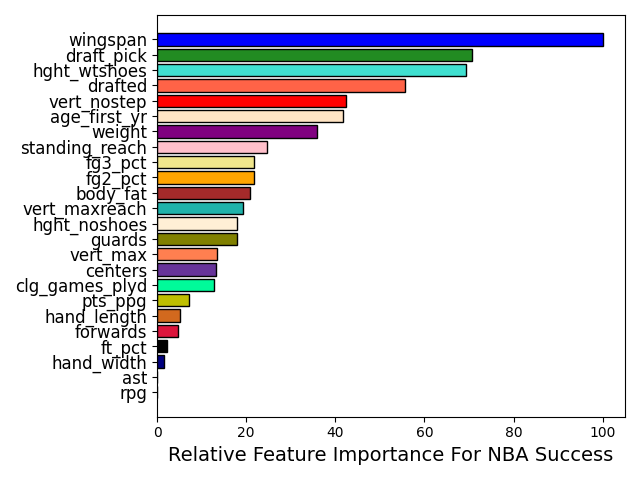 wingspan
draft_pick
hght_wtshoes
drafted
vert_nostep
age_first_yr
weight
standing_reach
fg3_pct
fg2_pct
body_fat
vert_maxreach
hght_noshoes
guards
vert_max
centers
clg_games_plyd
pts_ppg
hand_length
forwards
ft_pct
hand_width
ast
rpg
0 20 40 60 80 100
Relative Feature Importance For NBA Success